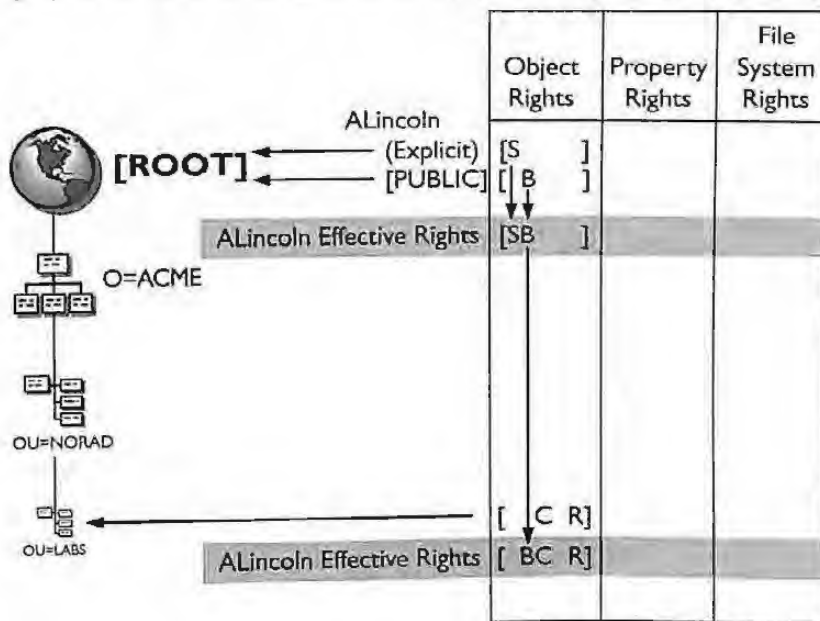 File
Object Property System
Rights Rights Rights
ALincoln
(Explicit) [S ]
[ROOT]
[PUBLIC] [ B ]
ALincoln Effective Rights [SB ]
O=ACME
OU=NORAD
[ C R]
OU=LABS
ALincoln Effective Rights [ BC R]